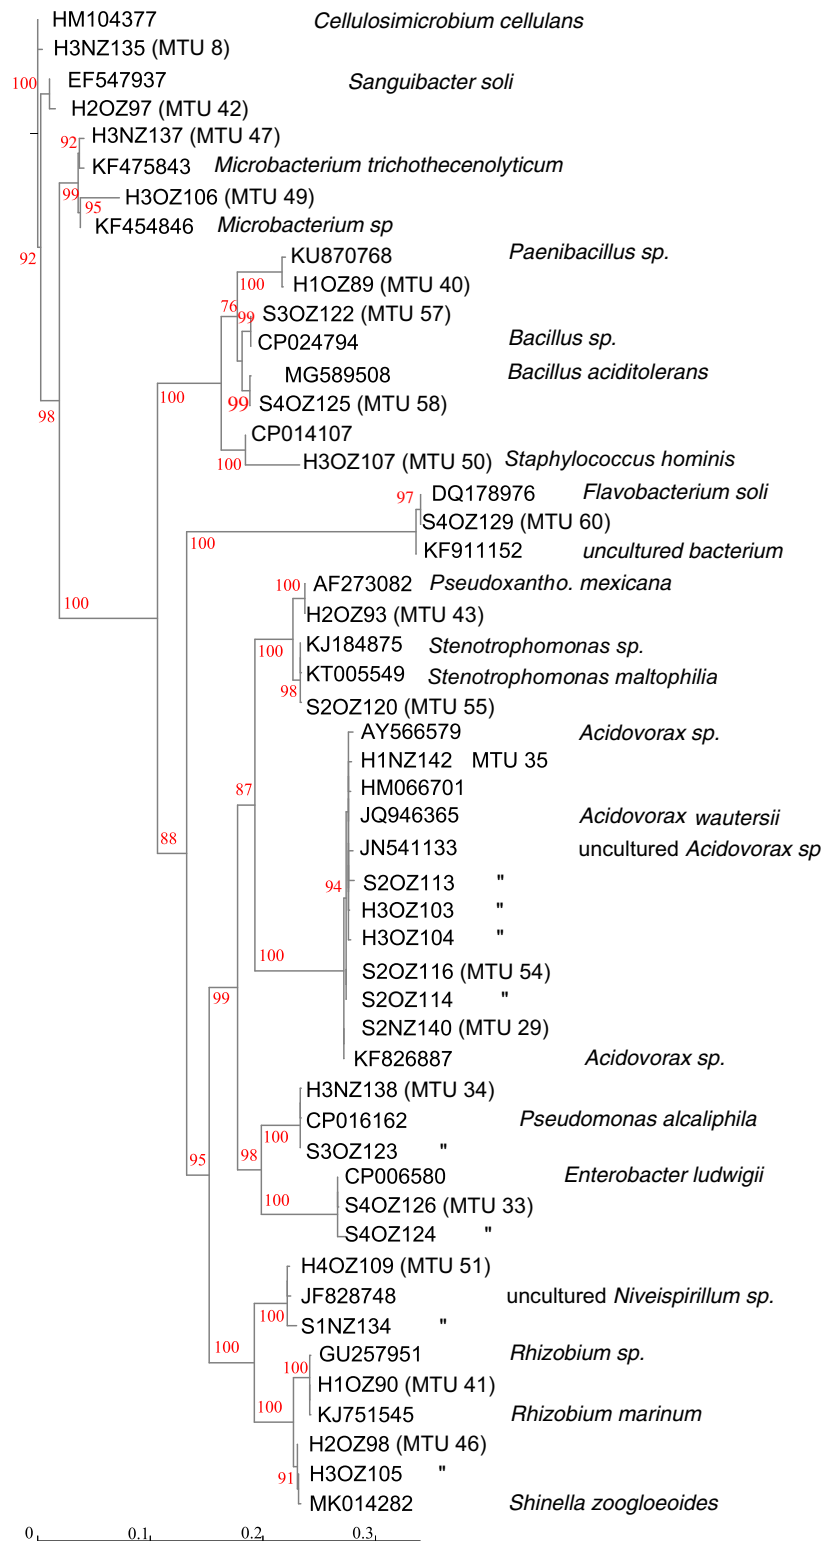 HM104377 Cellulosimicrobium cellulans
H3NZ135 (MTU 8)
100 EF547937 Sanguibacter soli
H2OZ97 (MTU 42)
92 H3NZ137 (MTU 47)
KF475843 Microbacterium trichothecenolyticum
99 95 H3OZ106 (MTU 49)
KF454846 Microbacterium sp
92 KU870768 Paenibacillus sp.
100 H1OZ89 (MTU 40)
76 99 S3OZ122 (MTU 57)
CP024794 Bacillus sp.
MG589508 Bacillus aciditolerans
100 99 S4OZ125 (MTU 58)
98 CP014107
100 H3OZ107 (MTU 50) Staphylococcus hominis
97 DQ178976 Flavobacterium soli
S4OZ129 (MTU 60)
100 KF911152 uncultured bacterium
100 AF273082 Pseudoxantho. mexicana
100 H2OZ93 (MTU 43)
100 KJ184875 Stenotrophomonas sp.
KT005549 Stenotrophomonas maltophilia
98 S2OZ120 (MTU 55)
AY566579 Acidovorax sp.
H1NZ142 MTU 35
87 HM066701
JQ946365 Acidovorax wautersii
88 JN541133 uncultured Acidovorax sp
94 S2OZ113 "
H3OZ103 "
H3OZ104 "
100 S2OZ116 (MTU 54)
99 S2OZ114 "
S2NZ140 (MTU 29)
KF826887 Acidovorax sp.
H3NZ138 (MTU 34)
CP016162 Pseudomonas alcaliphila
100 S3OZ123 "
95 98 CP006580 Enterobacter ludwigii
100 S4OZ126 (MTU 33)
S4OZ124 "
H4OZ109 (MTU 51)
JF828748 uncultured Niveispirillum sp.
100 S1NZ134 "
100 GU257951 Rhizobium sp.
100 H1OZ90 (MTU 41)
100 KJ751545 Rhizobium marinum
H2OZ98 (MTU 46)
91 H3OZ105 "
MK014282 Shinella zoogloeoides
0 0.1 0.2 0.3